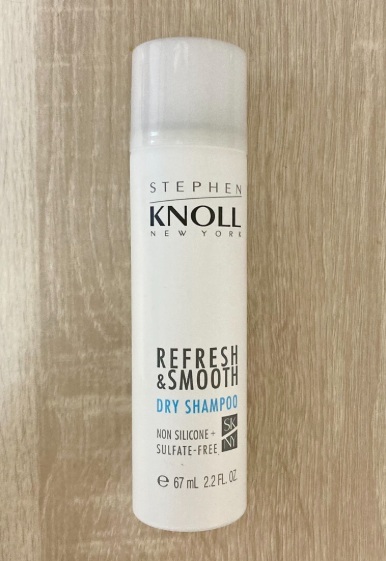 STEPHEN
KNOLL
NEW YORK
REFRESH
&SMOOTH
DRY SHAMPOO
NON SILICONE +
SULFATE-FREE
SK
NY
℮ 67 mL 2.2 FL. OZ.